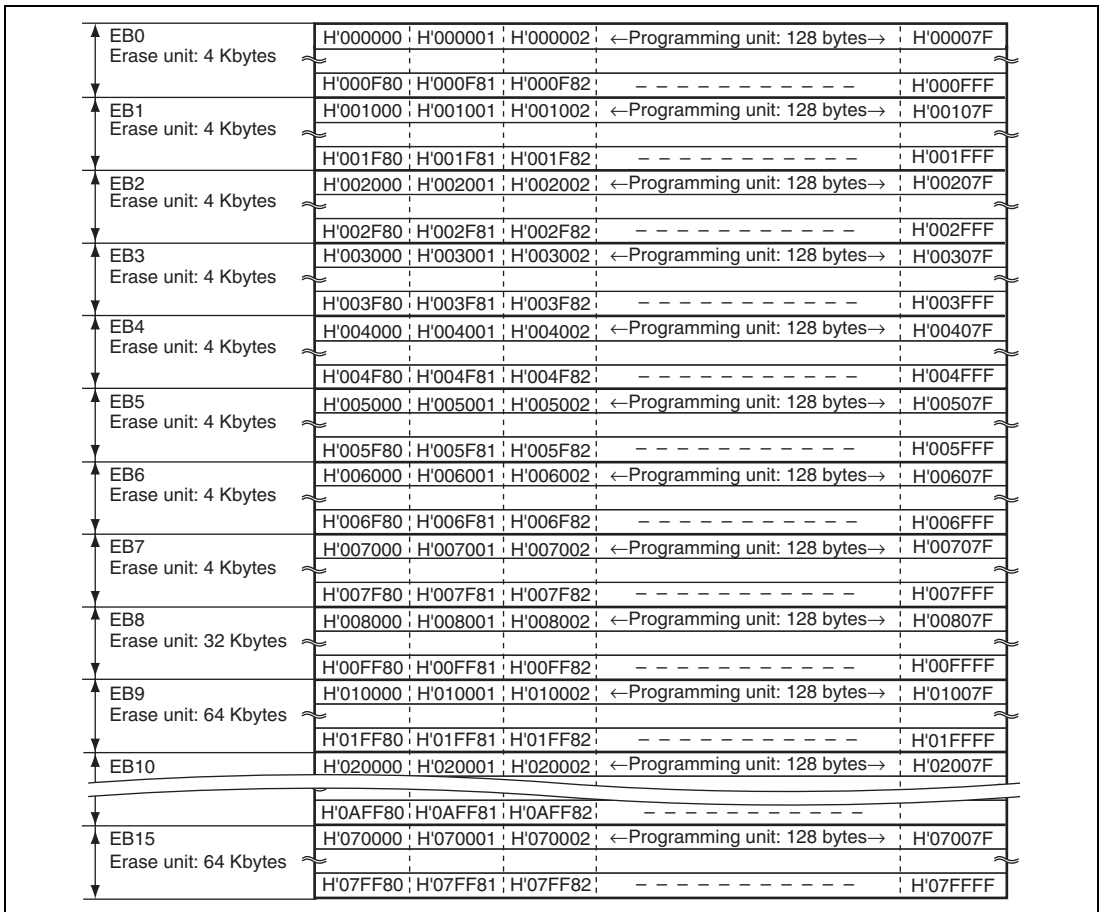 EB0 H'000000 H'000001 H'000002 ←Programming unit: 128 bytes→ H'00007F
Erase unit: 4 Kbytes
H'000F80 H'000F81 H'000F82 – – – – – – – – – – – H'000FFF
EB1 H'001000 H'001001 H'001002 ←Programming unit: 128 bytes→ H'00107F
Erase unit: 4 Kbytes
H'001F80 H'001F81 H'001F82 – – – – – – – – – – – H'001FFF
EB2 H'002000 H'002001 H'002002 ←Programming unit: 128 bytes→ H'00207F
Erase unit: 4 Kbytes
H'002F80 H'002F81 H'002F82 – – – – – – – – – – – H'002FFF
EB3 H'003000 H'003001 H'003002 ←Programming unit: 128 bytes→ H'00307F
Erase unit: 4 Kbytes
H'003F80 H'003F81 H'003F82 – – – – – – – – – – – H'003FFF
EB4 H'004000 H'004001 H'004002 ←Programming unit: 128 bytes→ H'00407F
Erase unit: 4 Kbytes
H'004F80 H'004F81 H'004F82 – – – – – – – – – – – H'004FFF
EB5 H'005000 H'005001 H'005002 ←Programming unit: 128 bytes→ H'00507F
Erase unit: 4 Kbytes
H'005F80 H'005F81 H'005F82 – – – – – – – – – – – H'005FFF
EB6 H'006000 H'006001 H'006002 ←Programming unit: 128 bytes→ H'00607F
Erase unit: 4 Kbytes
H'006F80 H'006F81 H'006F82 – – – – – – – – – – – H'006FFF
EB7 H'007000 H'007001 H'007002 ←Programming unit: 128 bytes→ H'00707F
Erase unit: 4 Kbytes
H'007F80 H'007F81 H'007F82 – – – – – – – – – – – H'007FFF
EB8 H'008000 H'008001 H'008002 ←Programming unit: 128 bytes→ H'00807F
Erase unit: 32 Kbytes
H'00FF80 H'00FF81 H'00FF82 – – – – – – – – – – – H'00FFFF
EB9 H'010000 H'010001 H'010002 ←Programming unit: 128 bytes→ H'01007F
Erase unit: 64 Kbytes
H'01FF80 H'01FF81 H'01FF82 – – – – – – – – – – – H'01FFFF
EB10 H'020000 H'020001 H'020002 ←Programming unit: 128 bytes→ H'02007F
H'0AFF80 H'0AFF81 H'0AFF82 – – – – – – – – – – –
EB15 H'070000 H'070001 H'070002 ←Programming unit: 128 bytes→ H'07007F
Erase unit: 64 Kbytes
H'07FF80 H'07FF81 H'07FF82 – – – – – – – – – – – H'07FFFF